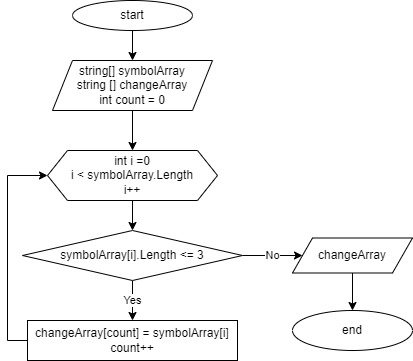 start
string[] symbolArray
string [] changeArray
int count = 0
int i =0
i < symbolArray.Length
i++
symbolArray[i].Length <= 3
No
changeArray
Yes
changeArray[count] = symbolArray[i]
count++
end